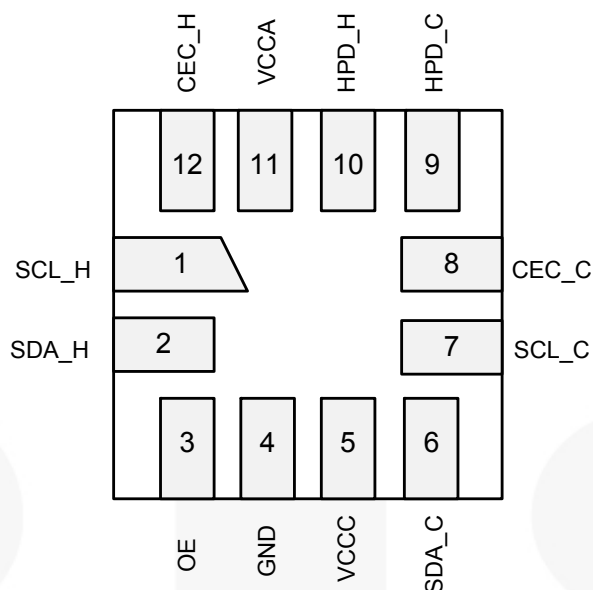 CEC_H VCCA HPD_H HPD_C
12 11 10 9
SCL_H 1 8 CEC_C
SDA_H 2 7 SCL_C
3 4 5 6
OE GND VCCC SDA_C